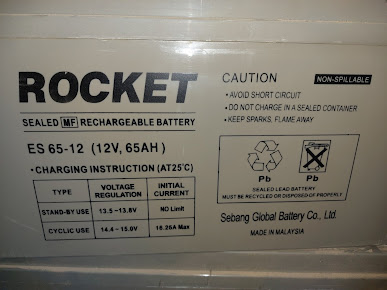 ROCKET
SEALED MF RECHARGEABLE BATTERY
ES 65-12 (12V, 65AH)
• CHARGING INSTRUCTION (AT25°C)
TYPE VOLTAGE REGULATION INITIAL CURRENT
STAND-BY USE 13.5~13.8V NO Limit
CYCLIC USE 14.4~15.0V 16.26A Max
CAUTION NON-SPILLABLE
• AVOID SHORT CIRCUIT
• DO NOT CHARGE IN A SEALED CONTAINER
• KEEP SPARKS, FLAME AWAY
Pb Pb
SEALED LEAD BATTERY
MUST BE RECYCLED OR DISPOSED OF PROPERLY
Sebang Global Battery Co., Ltd.
MADE IN MALAYSIA